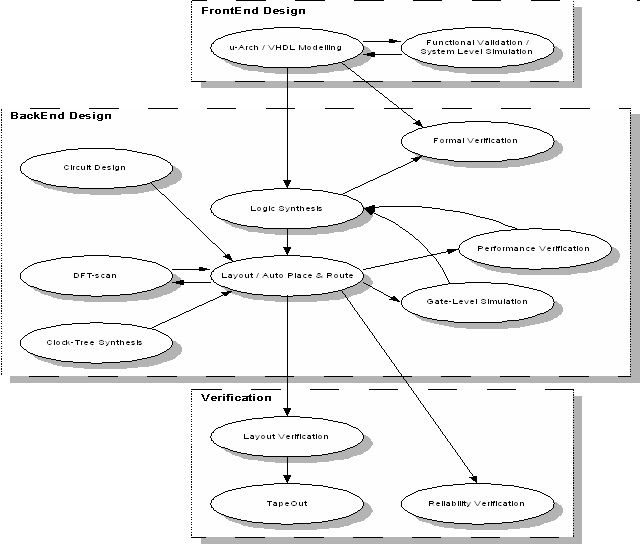 FrontEnd Design
u-Arch / VHDL Modelling
Functional Validation /
System Level Simulation
BackEnd Design
Formal Verification
Circuit Design
Logic Synthesis
Performance Verification
DFT-scan
Layout / Auto Place & Route
Gate-Level Simulation
Clock-Tree Synthesis
Verification
Layout Verification
TapeOut
Reliability Verification